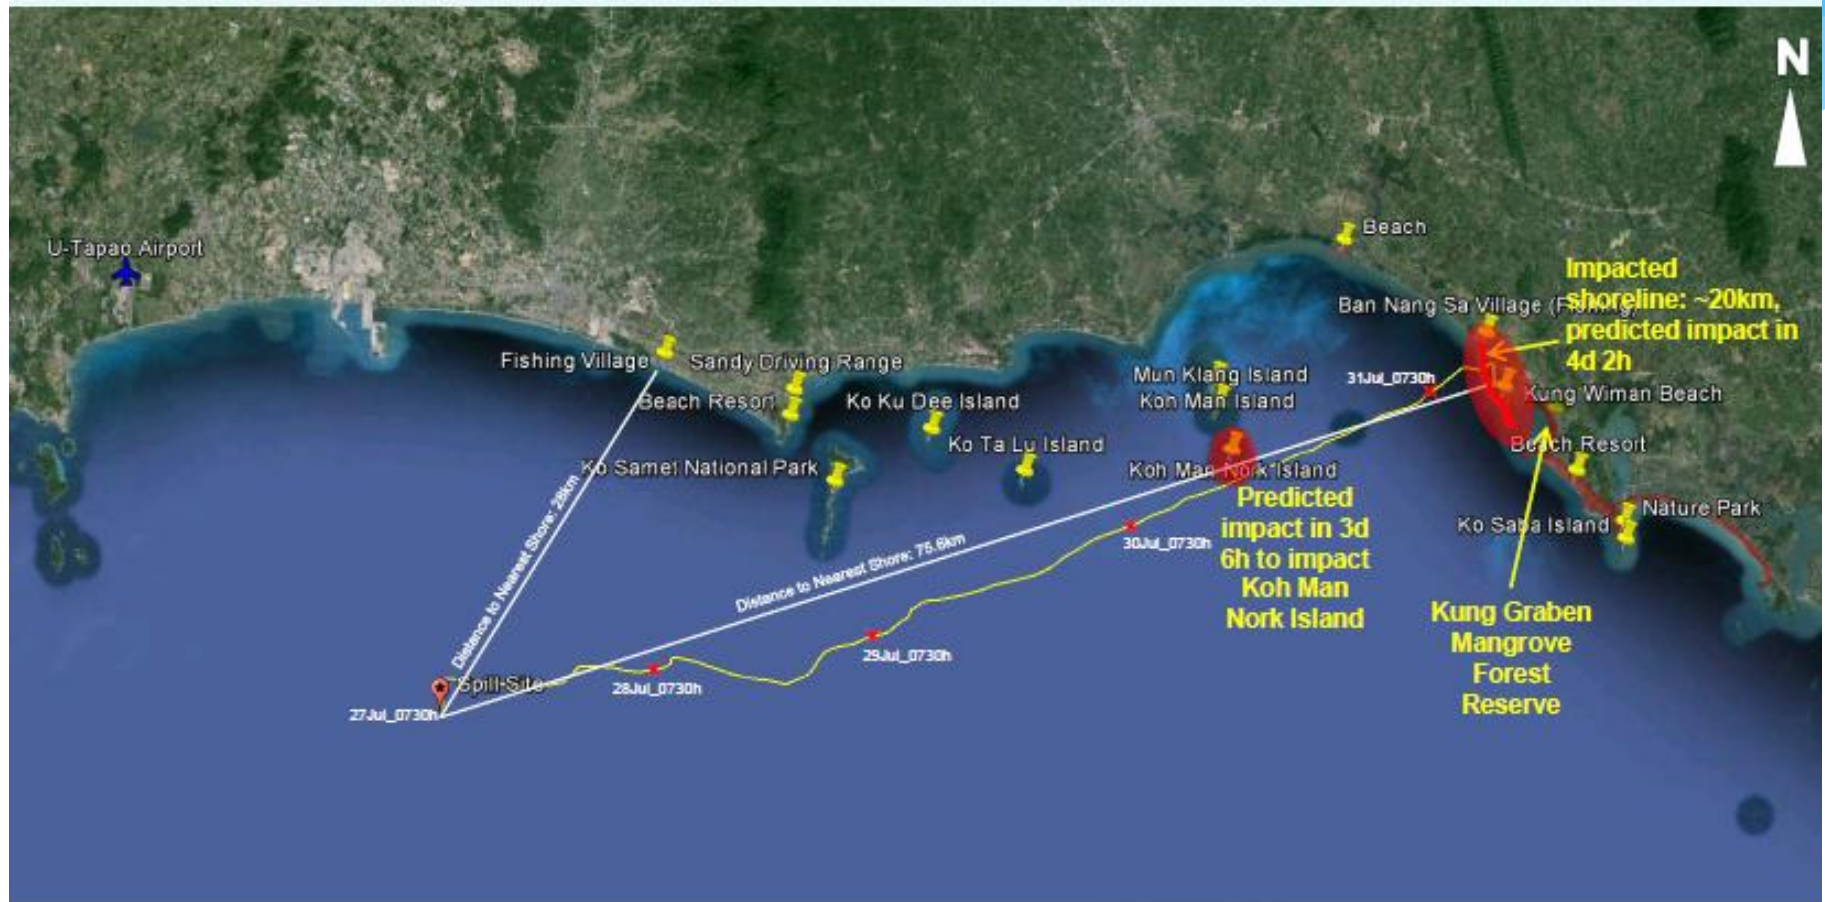 N
Beach
U-Tapao Airport
Impacted
shoreline: ~20km,
predicted impact in
4d 2h
Ban Nang Sa Village (Fishing)
Fishing Village
Sandy Driving Range
Mun Klang Island
31Jul_0730h
Beach Resort
Ko Ku Dee Island
Koh Man Island
Kung Wiman Beach
Ko Ta Lu Island
Beach Resort
Ko Samet National Park
Koh Man Nork Island
Predicted
impact in 3d
6h to impact
Koh Man
Nork Island
Nature Park
Ko Saba Island
30Jul_0730h
Distance to Nearest Shore: 28km
Distance to Nearest Shore: 75.6km
Kung Graben
Mangrove
Forest
Reserve
29Jul_0730h
28Jul_0730h
Spill-Site
27Jul_0730h